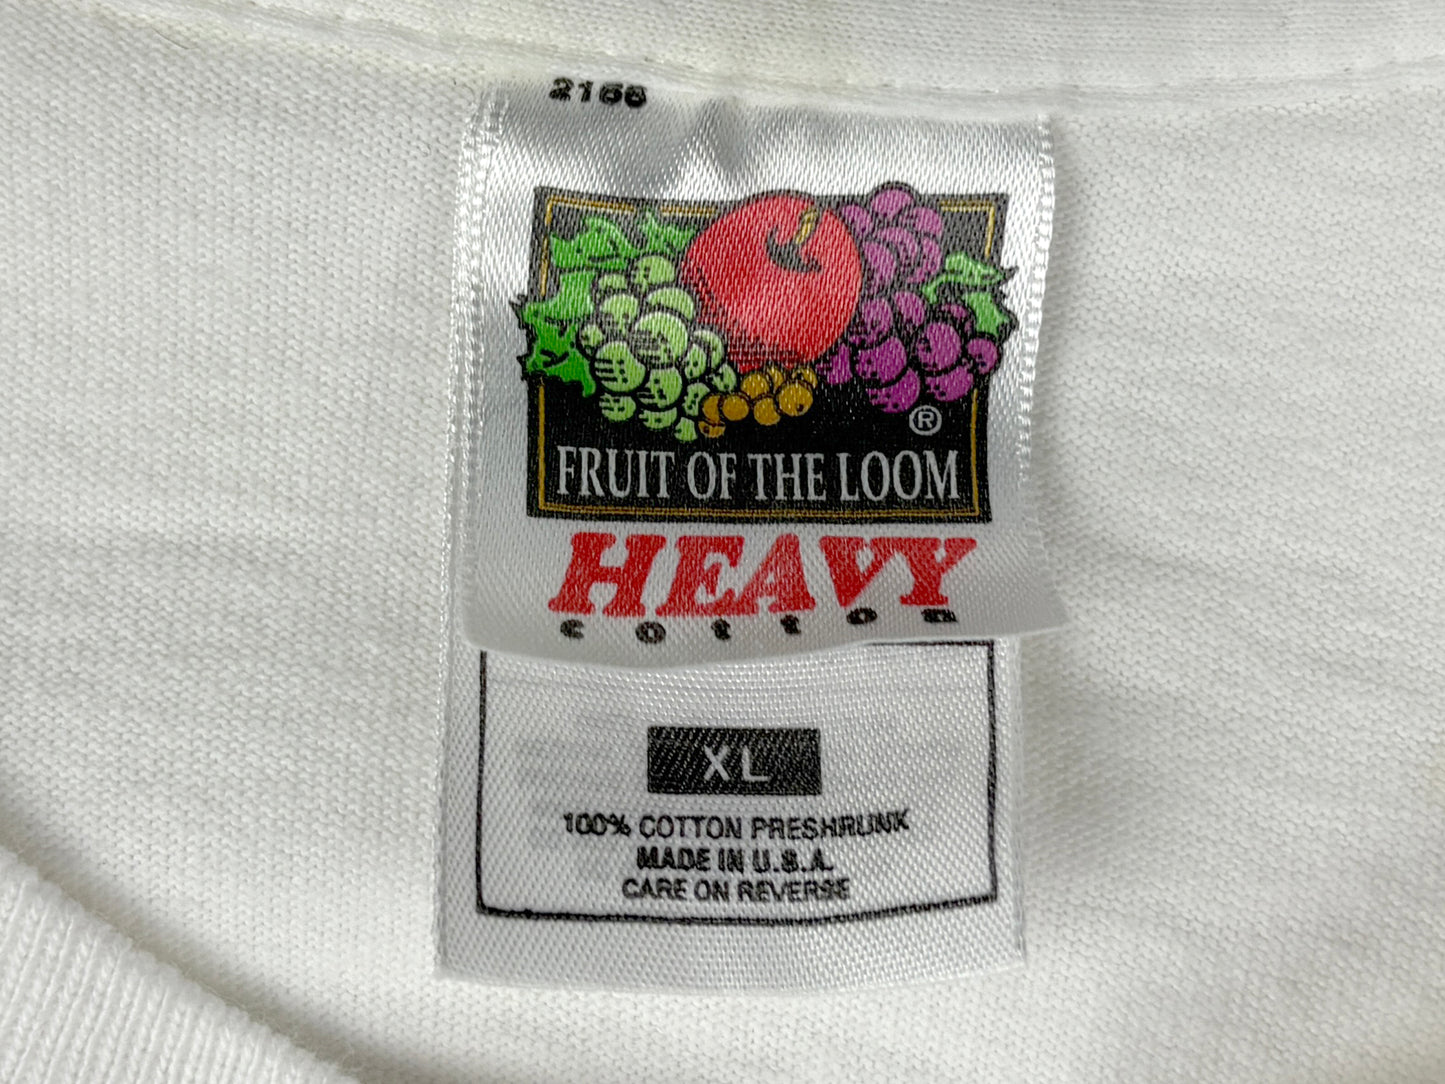 2166
®
FRUIT OF THE LOOM
HEAVY
cotton
XL
100% COTTON PRESHRUNK
MADE IN U.S.A.
CARE ON REVERSE